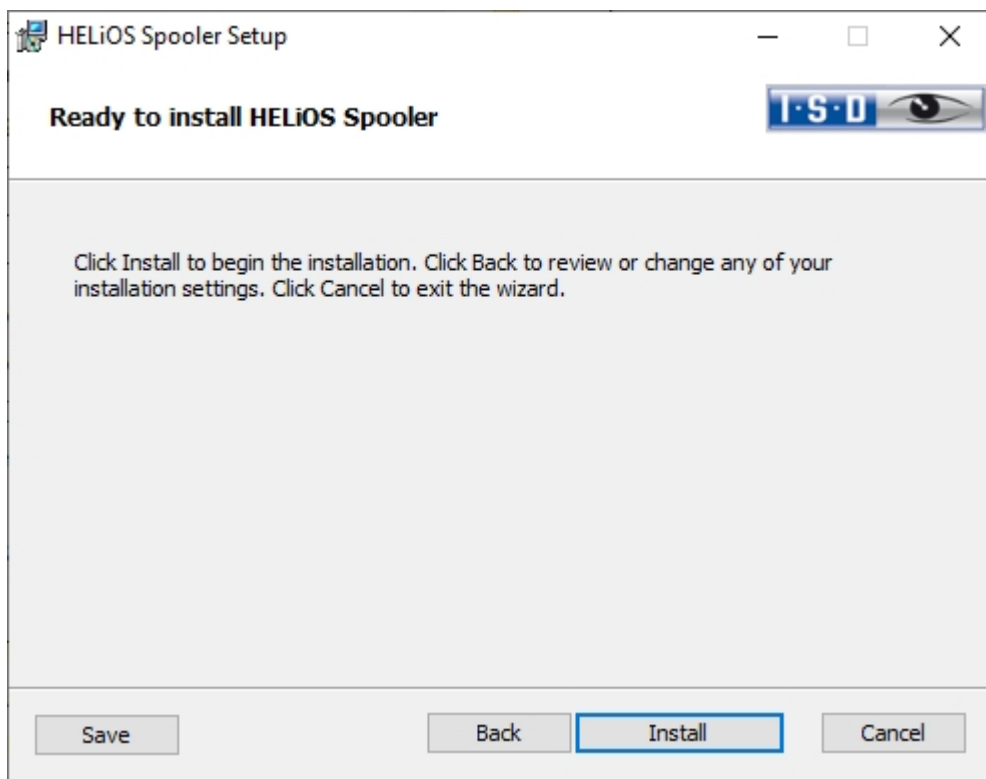 HELiOS Spooler Setup
Ready to install HELiOS Spooler
I·S·D
Click Install to begin the installation. Click Back to review or change any of your
installation settings. Click Cancel to exit the wizard.
Save
Back
Install
Cancel